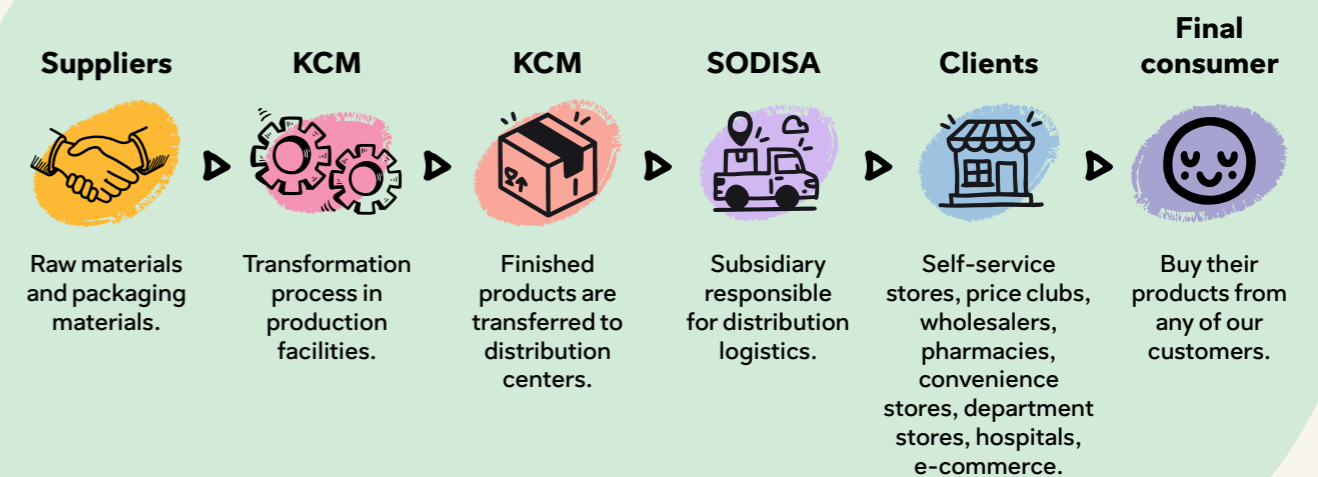 Suppliers
Raw materials
and packaging
materials.
KCM
Transformation
process in
production
facilities.
KCM
Finished
products are
transferred to
distribution
centers.
SODISA
Subsidiary
responsible
for distribution
logistics.
Clients
Self-service
stores, price clubs,
wholesalers,
pharmacies,
convenience
stores, department
stores, hospitals,
e-commerce.
Final
consumer
Buy their
products from
any of our
customers.